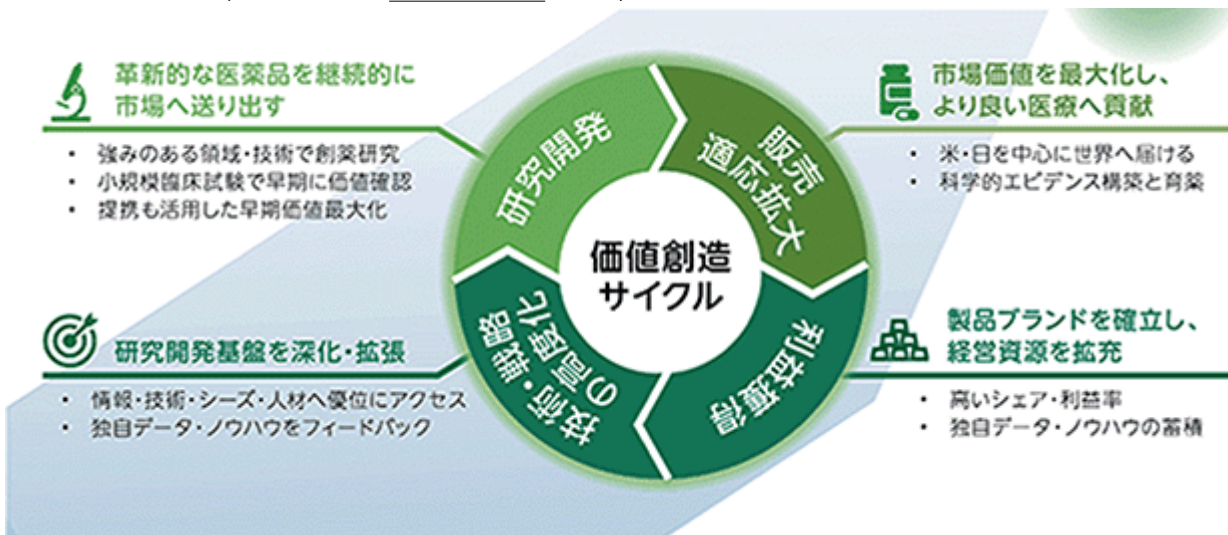 革新的な医薬品を継続的に
市場へ送り出す
・ 強みのある領域・技術で創薬研究
・ 小規模臨床試験で早期に価値確認
・ 提携も活用した早期価値最大化
市場価値を最大化し、
より良い医療へ貢献
・ 米・日を中心に世界へ届ける
・ 科学的エビデンス構築と育薬
研究開発
販売
適応拡大
価値創造
サイクル
技術・戦略
の高度化
利益獲得
研究開発基盤を深化・拡張
・ 情報・技術・シーズ・人材へ優位にアクセス
・ 独自データ・ノウハウをフィードバック
製品ブランドを確立し、
経営資源を拡充
・ 高いシェア・利益率
・ 独自データ・ノウハウの蓄積